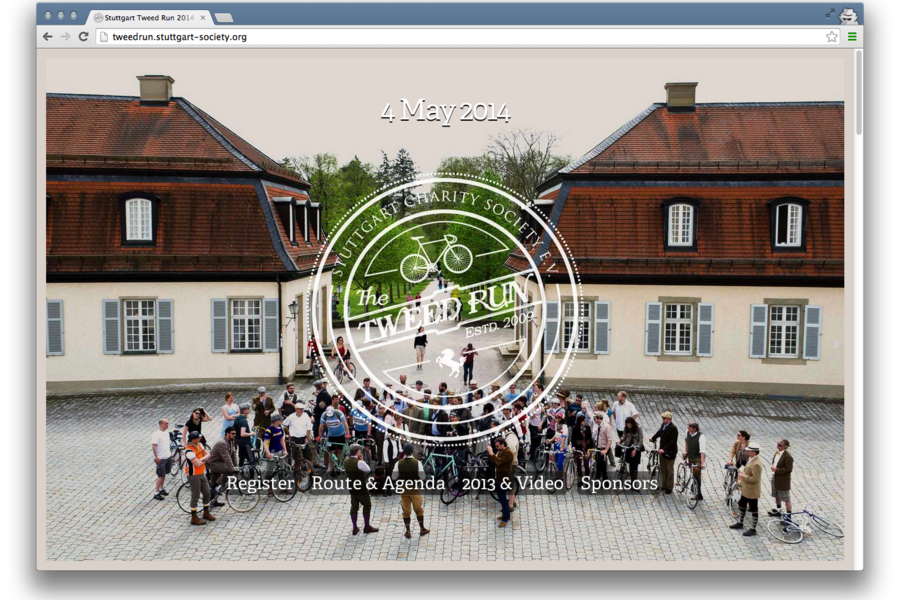 Stuttgart Tweed Run 2014
tweedrun.stuttgart-society.org
4 May 2014
STUTTGART CHARITY SOCIETY E.V.
The
TWEED RUN
ESTD. 2009
Register Route & Agenda 2013 & Video Sponsors